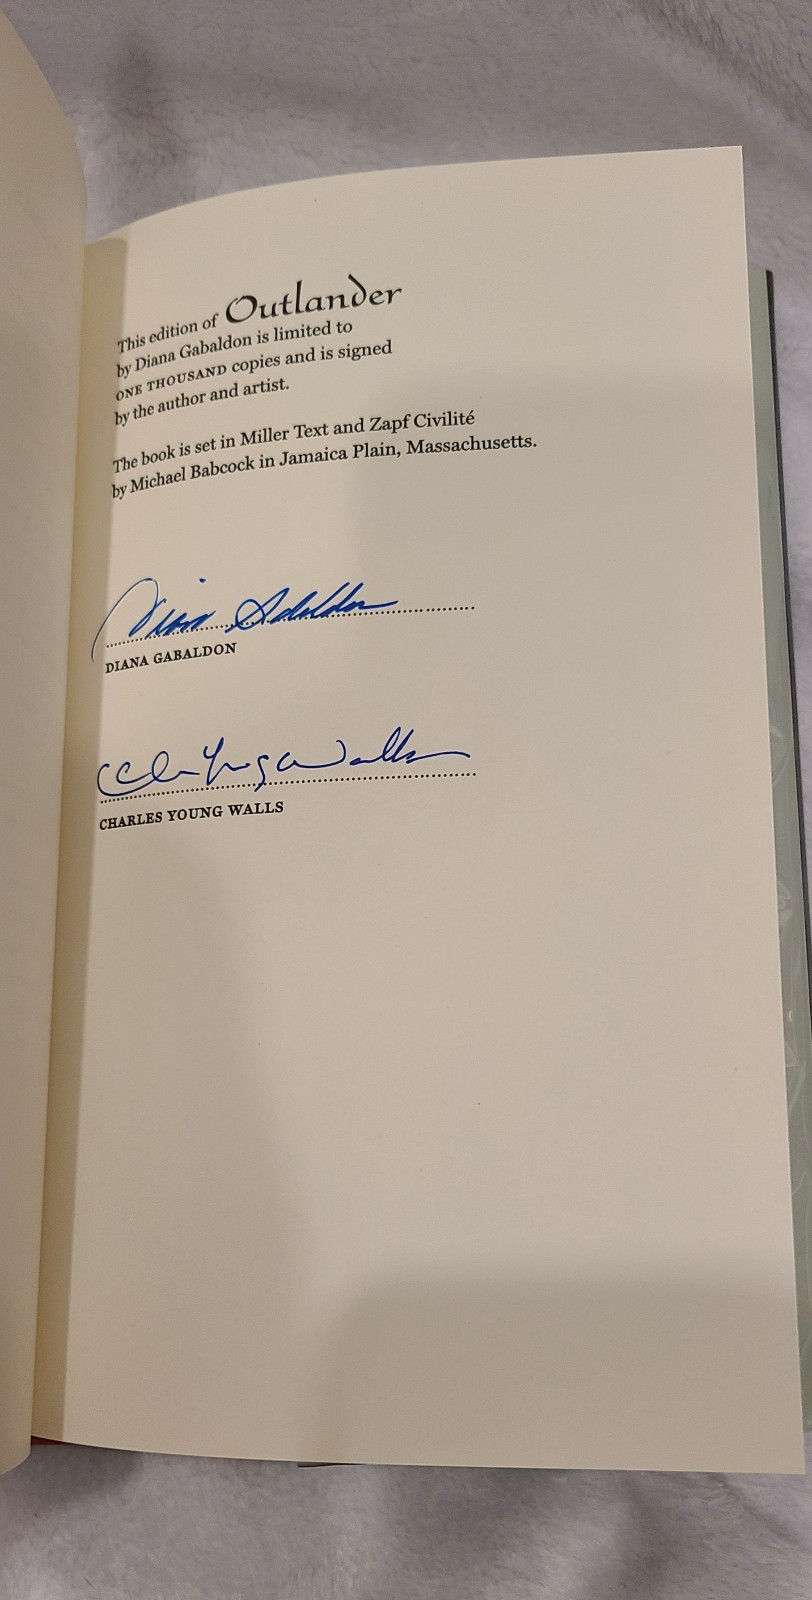 This edition of Outlander
by Diana Gabaldon is limited to
ONE THOUSAND copies and is signed
by the author and artist.
The book is set in Miller Text and Zapf Civilité
by Michael Babcock in Jamaica Plain, Massachusetts.
DIANA GABALDON
CHARLES YOUNG WALLS